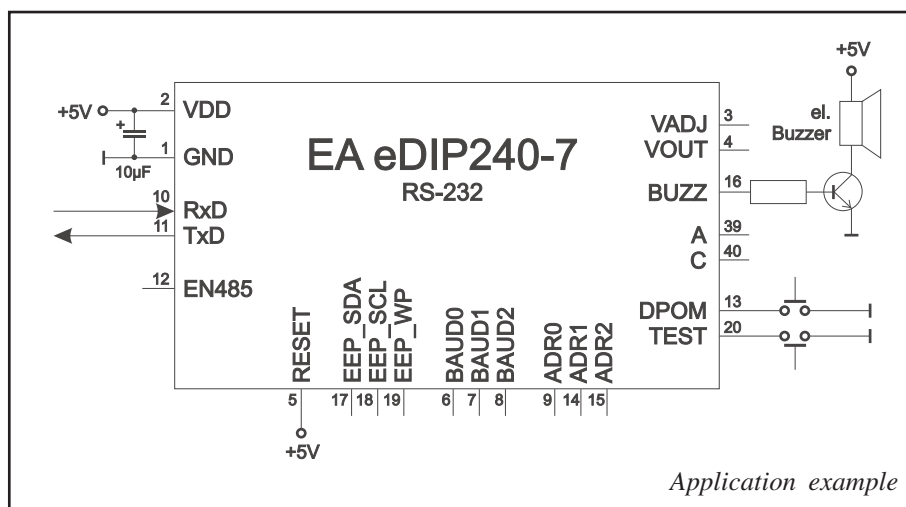 +5V
el.
Buzzer
+5V
2
VDD
+
10µF
1
GND
EA eDIP240-7
RS-232
10
RxD
11
TxD
12
EN485
VADJ
3
VOUT
4
BUZZ
16
A
39
C
40
DPOM
13
TEST
20
RESET
EEP_SDA
EEP_SCL
EEP_WP
BAUD0
BAUD1
BAUD2
ADR0
ADR1
ADR2
5
17
18
19
6
7
8
9
14
15
+5V
Application example